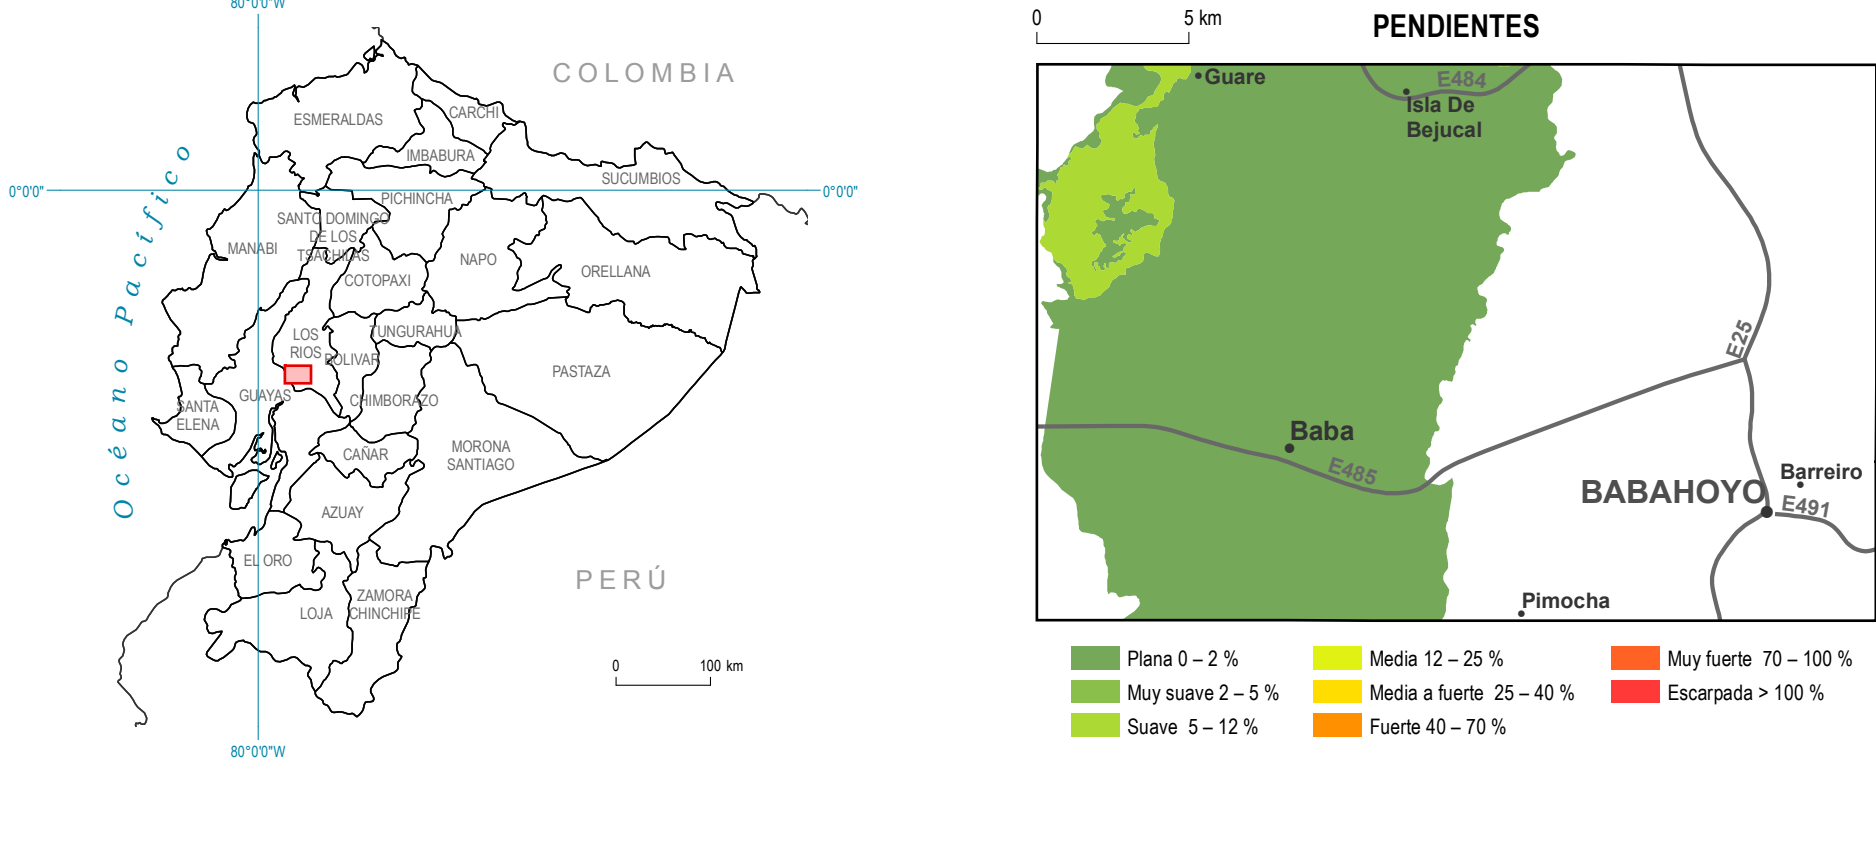 80°0'0"W
COLOMBIA
ESMERALDAS
CARCHI
IMBABURA
SUCUMBIOS
0°0'0"
0°0'0"
PICHINCHA
SANTO DOMINGO
DE LOS
TSACHILAS
MANABI
NAPO
ORELLANA
COTOPAXI
Océano Pacífico
LOS
RIOS
TUNGURAHUA
BOLIVAR
PASTAZA
GUAYAS
CHIMBORAZO
SANTA
ELENA
MORONA
SANTIAGO
CAÑAR
AZUAY
EL ORO
PERÚ
ZAMORA
CHINCHIPE
LOJA
0 100 km
80°0'0"W
0 5 km
PENDIENTES
Guare
E484
Isla De
Bejucal
E25
Baba
E485
Barreiro
BABAHOYO
E491
Pimocha
Plana 0 – 2 %
Muy suave 2 – 5 %
Suave 5 – 12 %
Media 12 – 25 %
Media a fuerte 25 – 40 %
Fuerte 40 – 70 %
Muy fuerte 70 – 100 %
Escarpada > 100 %